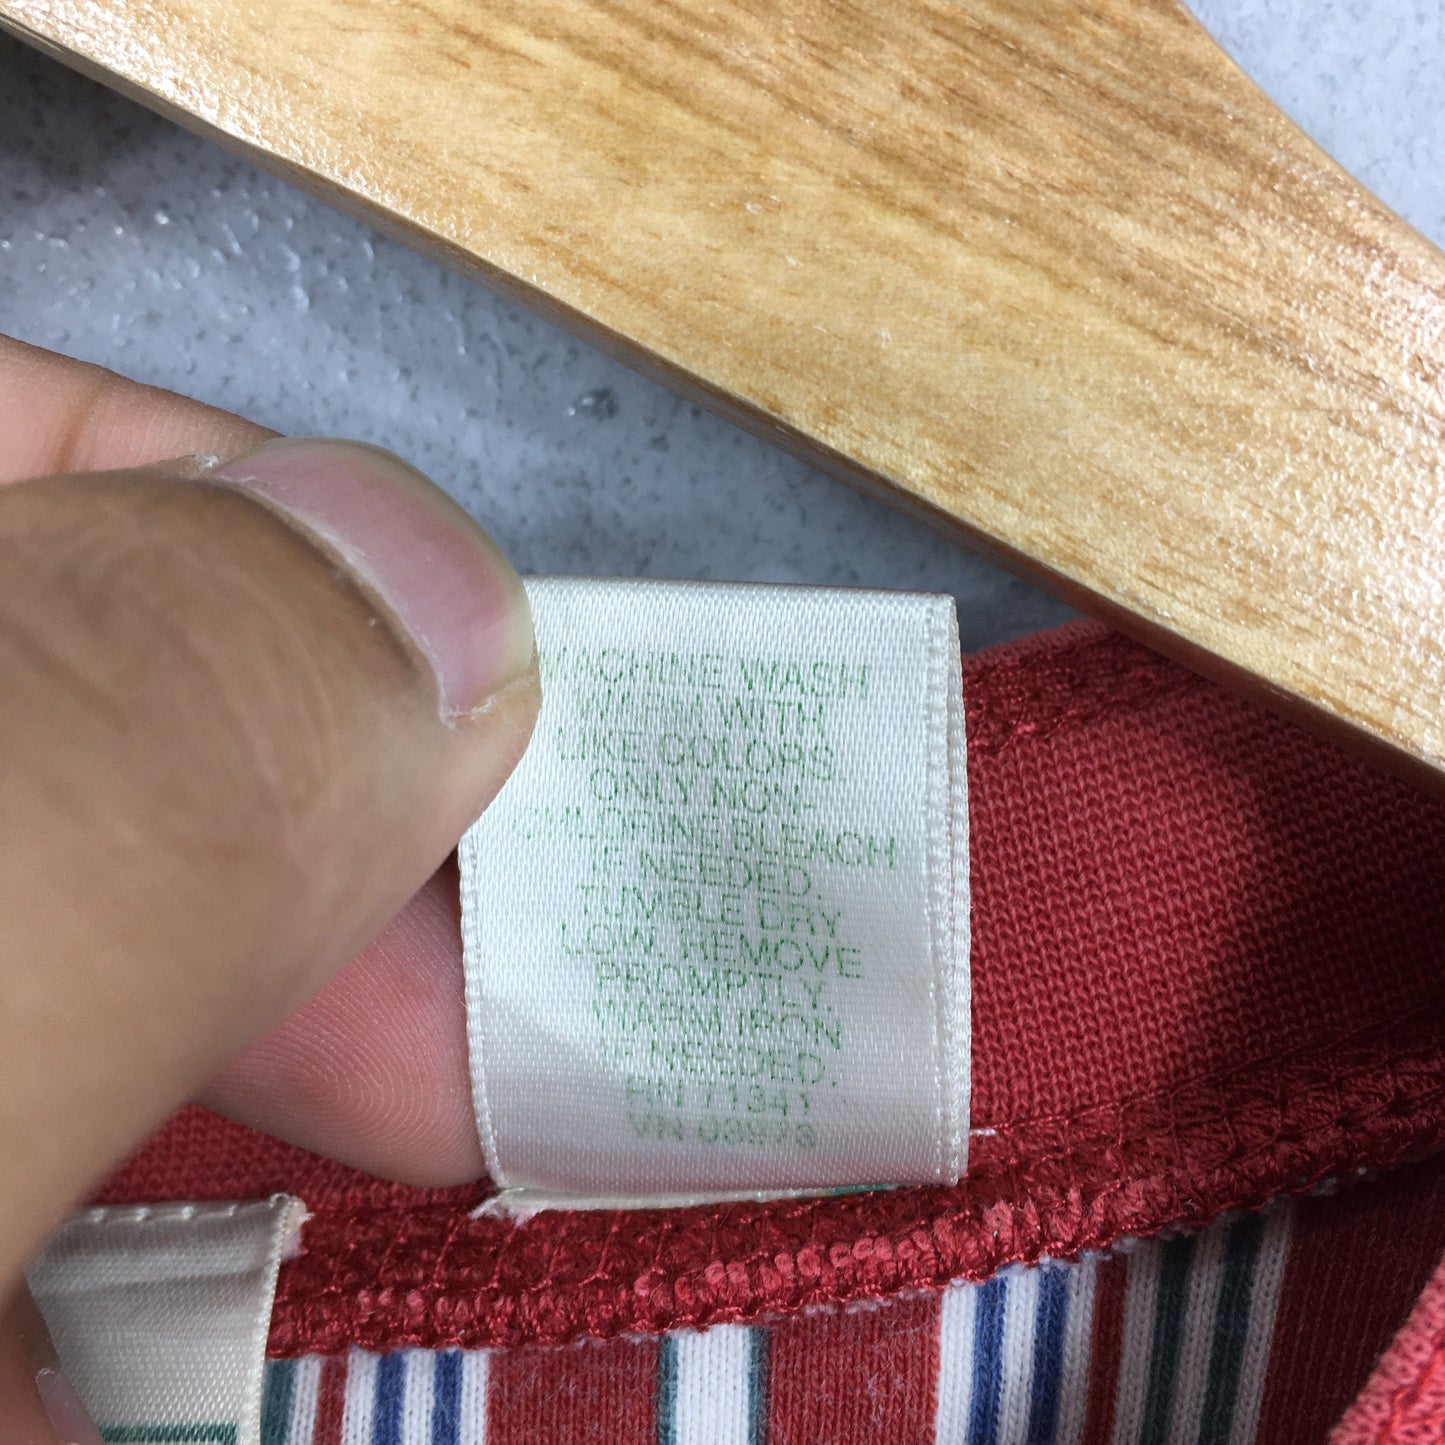 MACHINE WASH
WARM WITH
LIKE COLORS
ONLY NON-
CHLORINE BLEACH
IF NEEDED.
TUMBLE DRY
LOW. REMOVE
PROMPTLY.
WARM IRON
IF NEEDED.
RN 71341
VN